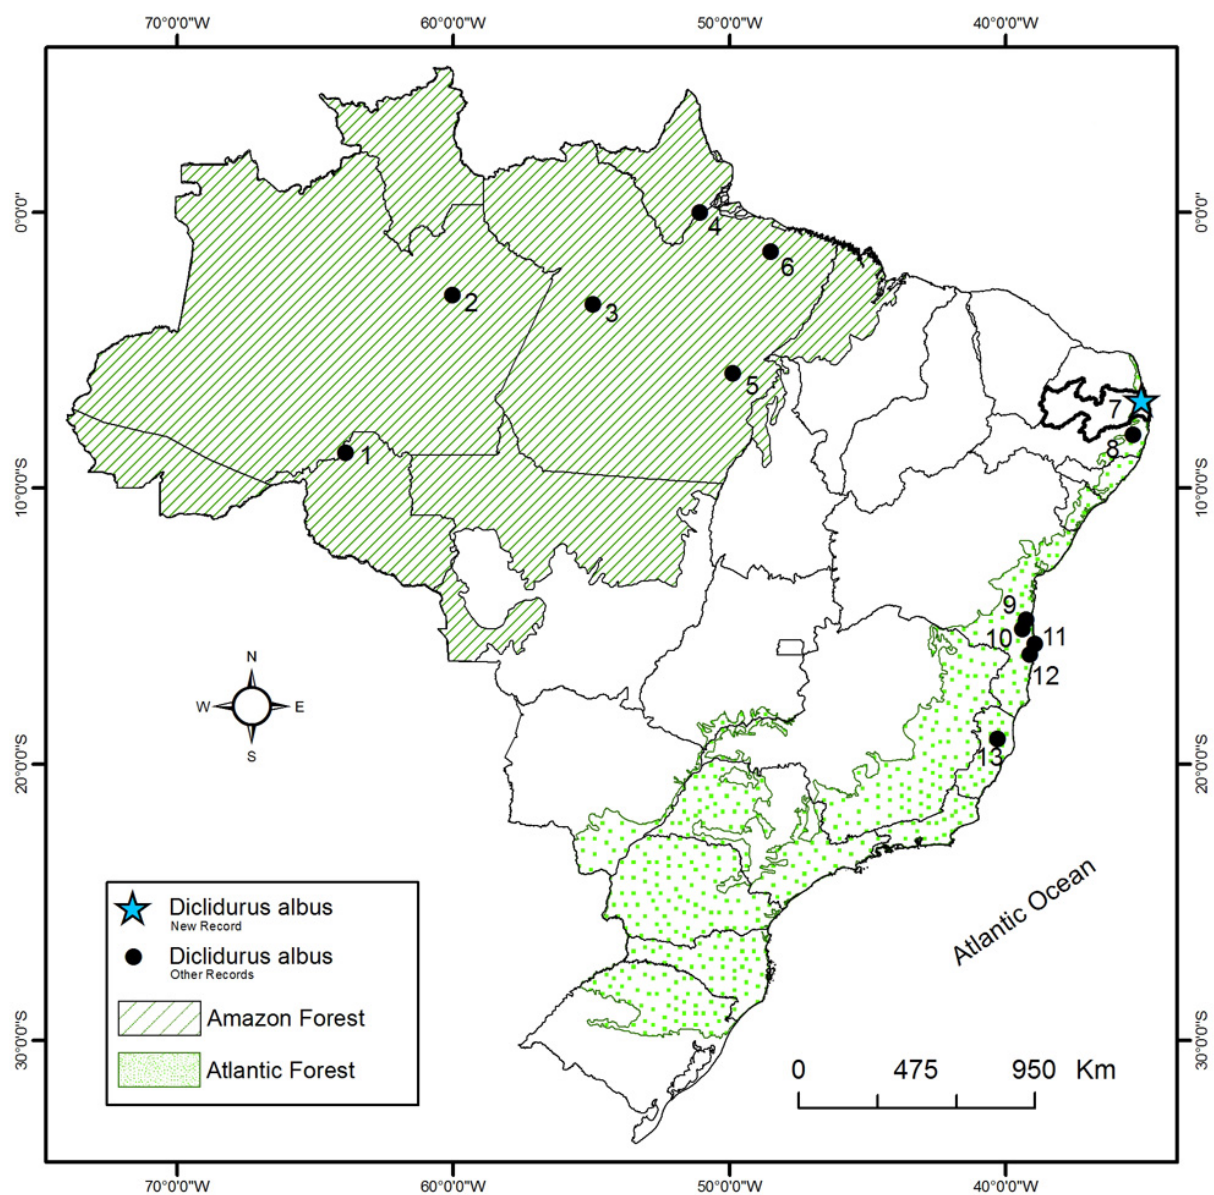 70°0'0"W 60°0'0"W 50°0'0"W 40°0'0"W
0°0'0" 0°0'0"
10°0'0"S 10°0'0"S
20°0'0"S 20°0'0"S
30°0'0"S 30°0'0"S
4
6
2
3
5
7
1
8
9
10 11
12
13
N
W E
S
Atlantic Ocean
Diclidurus albus
New Record
Diclidurus albus
Other Records
Amazon Forest
Atlantic Forest
0 475 950 Km
70°0'0"W 60°0'0"W 50°0'0"W 40°0'0"W